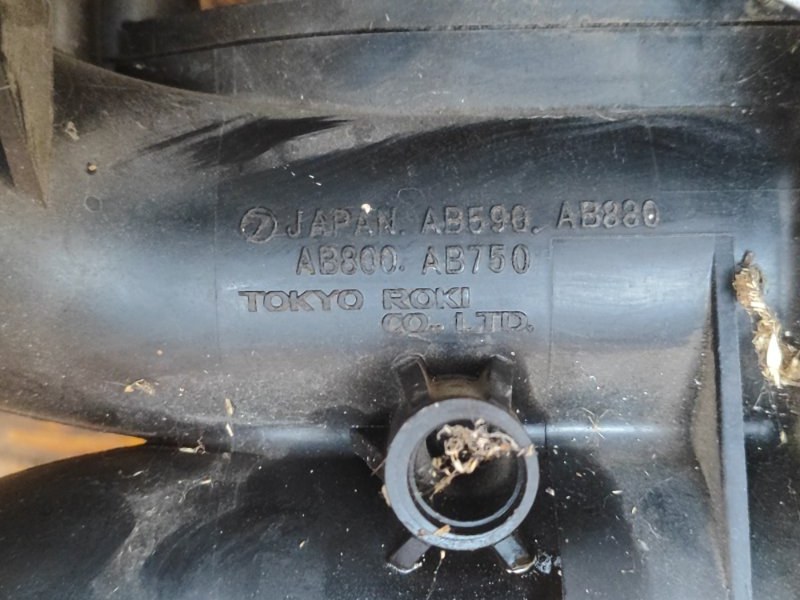 JAPAN. AB590. AB880
AB800. AB750
TOKYO ROKI
CO., LTD.